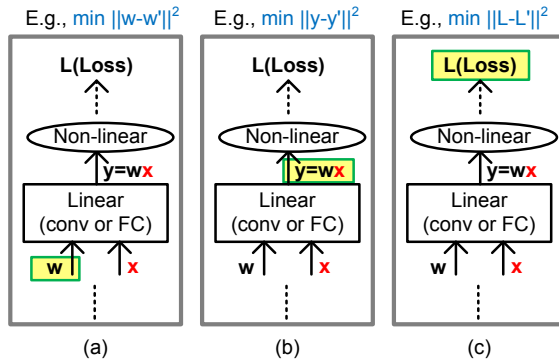 E.g., min ||w-w'||²
L(Loss)
Non-linear
y=wx
Linear
(conv or FC)
w
x
(a)
E.g., min ||y-y'||²
L(Loss)
Non-linear
y=wx
Linear
(conv or FC)
w
x
(b)
E.g., min ||L-L'||²
L(Loss)
Non-linear
y=wx
Linear
(conv or FC)
w
x
(c)